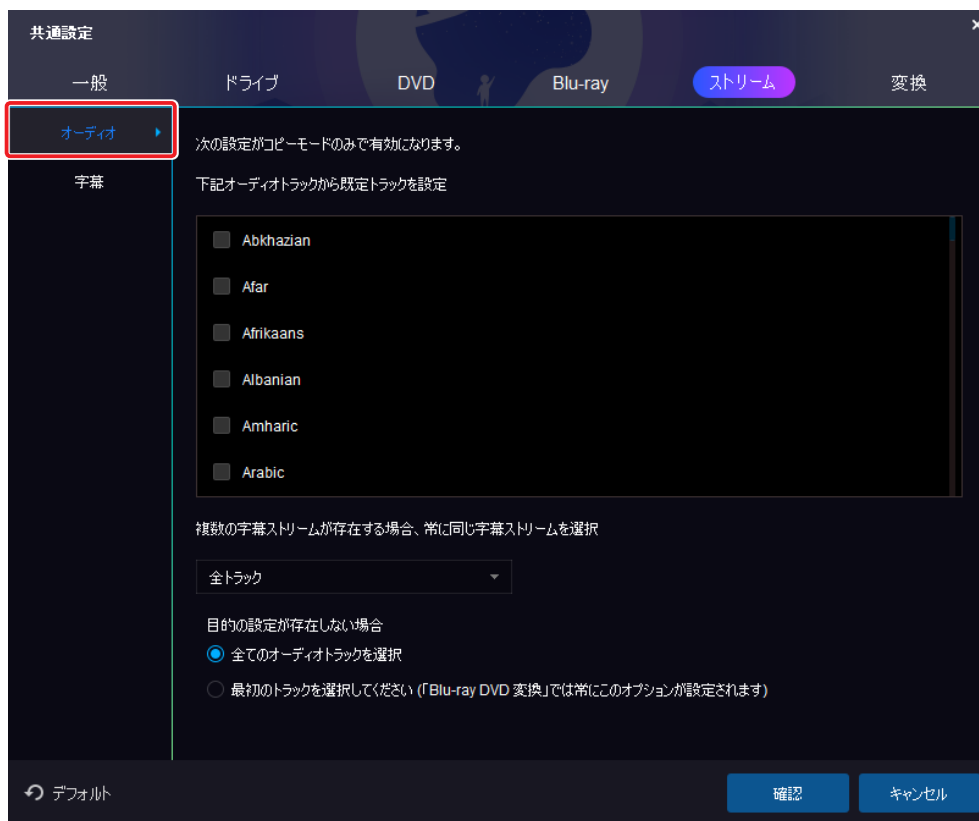 共通設定
一般 ドライブ DVD Blu-ray ストリーム 変換
オーディオ
字幕
次の設定がコピーモードのみで有効になります。
下記オーディオトラックから既定トラックを設定
Abkhazian
Afar
Afrikaans
Albanian
Amharic
Arabic
複数の字幕ストリームが存在する場合、常に同じ字幕ストリームを選択
全トラック
目的の設定が存在しない場合
全てのオーディオトラックを選択
最初のトラックを選択してください (「Blu-ray DVD 変換」では常にこのオプションが設定されます)
デフォルト 確認 キャンセル